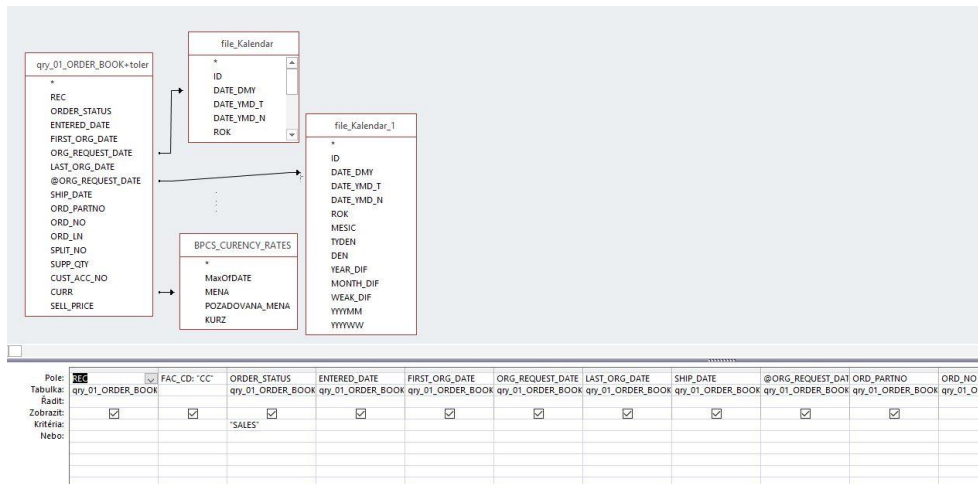 file_Kalendar
*
ID
DATE_DMY
DATE_YMD_T
DATE_YMD_N
ROK
qry_01_ORDER_BOOK+toler
*
REC
ORDER_STATUS
ENTERED_DATE
FIRST_ORG_DATE
ORG_REQUEST_DATE
LAST_ORG_DATE
@ORG_REQUEST_DATE
SHIP_DATE
ORD_PARTNO
ORD_NO
ORD_LN
SPLIT_NO
SUPP_QTY
CUST_ACC_NO
CURR
SELL_PRICE
file_Kalendar_1
*
ID
DATE_DMY
DATE_YMD_T
DATE_YMD_N
ROK
MESIC
TYDEN
DEN
YEAR_DIF
MONTH_DIF
WEAK_DIF
YYYYMM
YYYYWW
BPCS_CURENCY_RATES
*
MaxOfDATE
MENA
POZADOVANA_MENA
KURZ
Pole: REC FAC_CD: "CC" ORDER_STATUS ENTERED_DATE FIRST_ORG_DATE ORG_REQUEST_DATE LAST_ORG_DATE SHIP_DATE @ORG_REQUEST_DAT ORD_PARTNO ORD_NO
Tabulka: qry_01_ORDER_BOOK qry_01_ORDER_BOOK qry_01_ORDER_BOOK qry_01_ORDER_BOOK qry_01_ORDER_BOOK qry_01_ORDER_BOOK qry_01_ORDER_BOOK qry_01_ORDER_BOOK qry_01_ORDER_BOOK qry_01_O
Řadit:
Zobrazit:
Kritéria: "SALES"
Nebo: